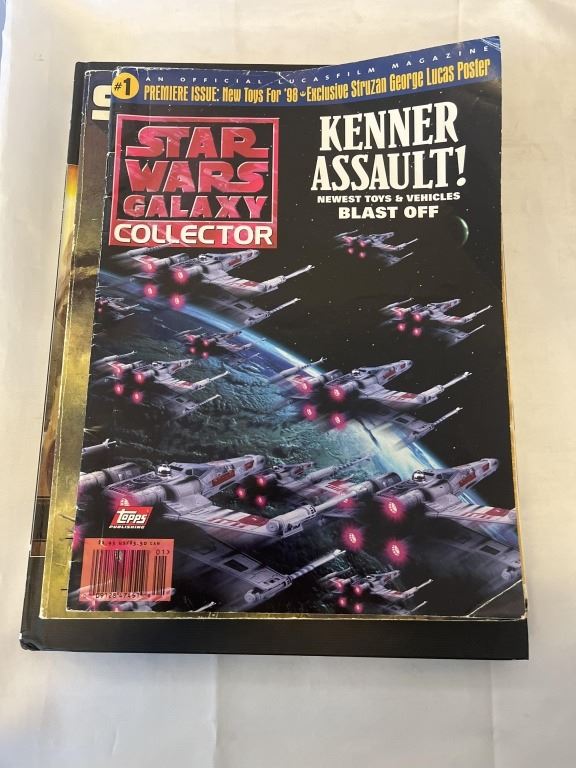 #1
AN OFFICIAL LUCASFILM MAGAZINE
PREMIERE ISSUE: New Toys For '98 Exclusive Struzan George Lucas Poster
STAR
WARS
GALAXY
COLLECTOR
KENNER
ASSAULT!
NEWEST TOYS & VEHICLES
BLAST OFF
topps
PUBLISHING
01>